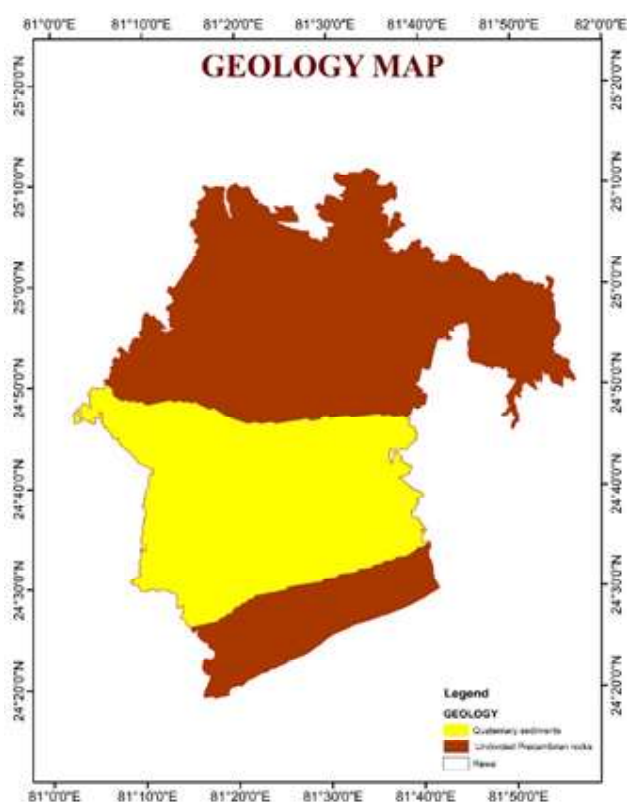 81°0'0"E 81°10'0"E 81°20'0"E 81°30'0"E 81°40'0"E 81°50'0"E 82°0'0"E
GEOLOGY MAP
25°20'0"N 25°20'0"N
25°10'0"N 25°10'0"N
25°0'0"N 25°0'0"N
24°50'0"N 24°50'0"N
24°40'0"N 24°40'0"N
24°30'0"N 24°30'0"N
24°20'0"N 24°20'0"N
Legend
GEOLOGY
Quaternary sediments
Undivided Precambrian rocks
Rewa
81°0'0"E 81°10'0"E 81°20'0"E 81°30'0"E 81°40'0"E 81°50'0"E